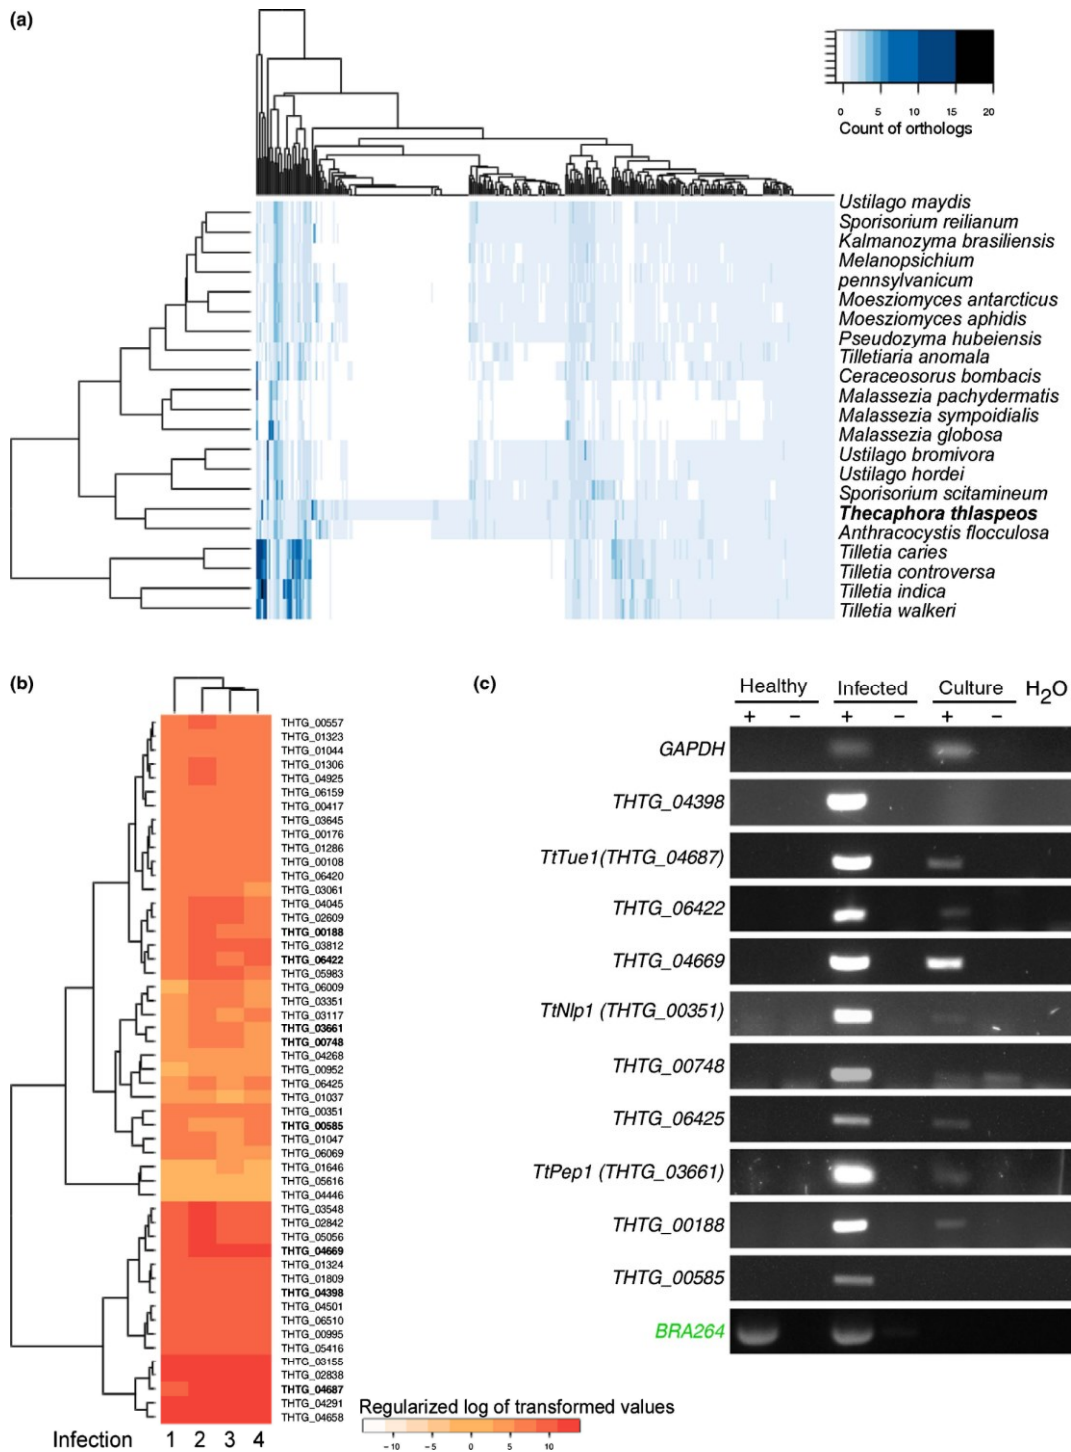 (a)
0 5 10 15 20
Count of orthologs
Ustilago maydis
Sporisorium reilianum
Kalmanozyma brasiliensis
Melanopsichium
pennsylvanicum
Moesziomyces antarcticus
Moesziomyces aphidis
Pseudozyma hubeiensis
Tilletiaria anomala
Ceraceosorus bombacis
Malassezia pachydermatis
Malassezia sympoidialis
Malassezia globosa
Ustilago bromivora
Ustilago hordei
Sporisorium scitamineum
Thecaphora thlaspeos
Anthracocystis flocculosa
Tilletia caries
Tilletia controversa
Tilletia indica
Tilletia walkeri
(b)
THTG_00557
THTG_01323
THTG_01044
THTG_01306
THTG_04925
THTG_06159
THTG_00417
THTG_03645
THTG_00176
THTG_01286
THTG_00108
THTG_06420
THTG_03061
THTG_04045
THTG_02609
THTG_00188
THTG_03812
THTG_06422
THTG_05983
THTG_06009
THTG_03351
THTG_03117
THTG_03661
THTG_00748
THTG_04268
THTG_00952
THTG_06425
THTG_01037
THTG_00351
THTG_00585
THTG_01047
THTG_06069
THTG_01646
THTG_05616
THTG_04446
THTG_03548
THTG_02842
THTG_05056
THTG_04669
THTG_01324
THTG_01809
THTG_04398
THTG_04501
THTG_06510
THTG_00995
THTG_05416
THTG_03155
THTG_02838
THTG_04687
THTG_04291
THTG_04658
Infection 1 2 3 4
Regularized log of transformed values
−10 −5 0 5 10
(c)
Healthy Infected Culture H2O
+ − + − + −
GAPDH
THTG_04398
TtTue1(THTG_04687)
THTG_06422
THTG_04669
TtNlp1 (THTG_00351)
THTG_00748
THTG_06425
TtPep1 (THTG_03661)
THTG_00188
THTG_00585
BRA264